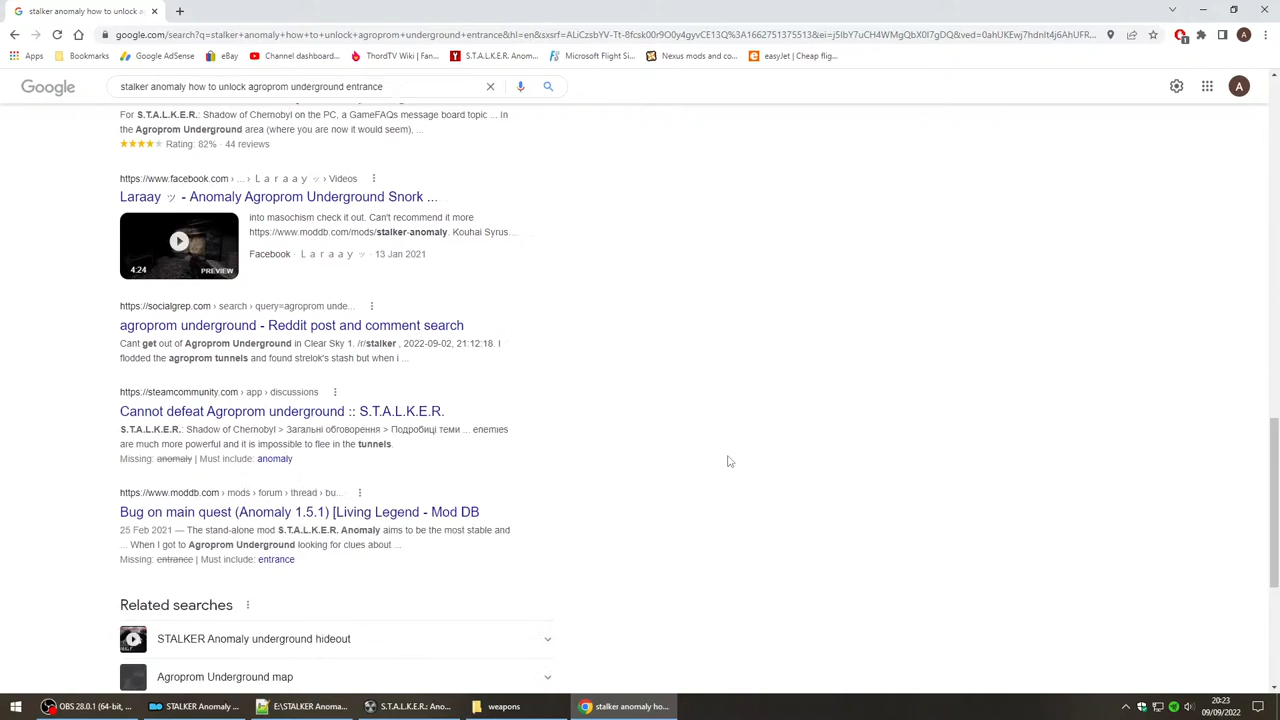 stalker anomaly how to unlock a
google.com/search?q=stalker+anomaly+how+to+unlock+agroprom+underground+entrance&hl=en&sxsrf=
Apps
Bookmarks
Google AdSense
eBay
Channel dashboard...
ThordTV Wiki | Fan...
S.T.A.L.K.E.R. Anom...
Microsoft Flight Si...
Nexus mods and co...
easyJet | Cheap flig...
Google
stalker anomaly how to unlock agroprom underground entrance
A
For S.T.A.L.K.E.R.: Shadow of Chernobyl on the PC, a GameFAQs message board topic ... In
the Agroprom Underground area (where you are now it would seem), ...
Rating: 82% · 44 reviews
https://www.facebook.com › ... › Ｌａｒａａｙ ッ › Videos
Laraay ッ - Anomaly Agroprom Underground Snork ...
into masochism check it out. Can't recommend it more
https://www.moddb.com/mods/stalker-anomaly. Kouhai Syrus...
4:24
PREVIEW
Facebook · Ｌａｒａａｙ ッ · 13 Jan 2021
https://socialgrep.com › search › query=agroprom unde...
agroprom underground - Reddit post and comment search
Cant get out of Agroprom Underground in Clear Sky 1. /r/stalker , 2022-09-02, 21:12:18. I
flodded the agroprom tunnels and found strelok's stash but when i ...
https://steamcommunity.com › app › discussions
Cannot defeat Agroprom underground :: S.T.A.L.K.E.R.
S.T.A.L.K.E.R.: Shadow of Chernobyl > Загальні обговорення > Подробиці теми ... enemies
are much more powerful and it is impossible to flee in the tunnels.
Missing: anomaly | Must include: anomaly
https://www.moddb.com › mods › forum › thread › bu...
Bug on main quest (Anomaly 1.5.1) [Living Legend - Mod DB
25 Feb 2021 — The stand-alone mod S.T.A.L.K.E.R. Anomaly aims to be the most stable and
... When I got to Agroprom Underground looking for clues about ...
Missing: entrance | Must include: entrance
Related searches
STALKER Anomaly underground hideout
Agroprom Underground map
OBS 28.0.1 (64-bit, ...
STALKER Anomaly ...
E:\STALKER Anoma...
S.T.A.L.K.E.R.: Ano...
weapons
stalker anomaly ho...
20:23
09/09/2022